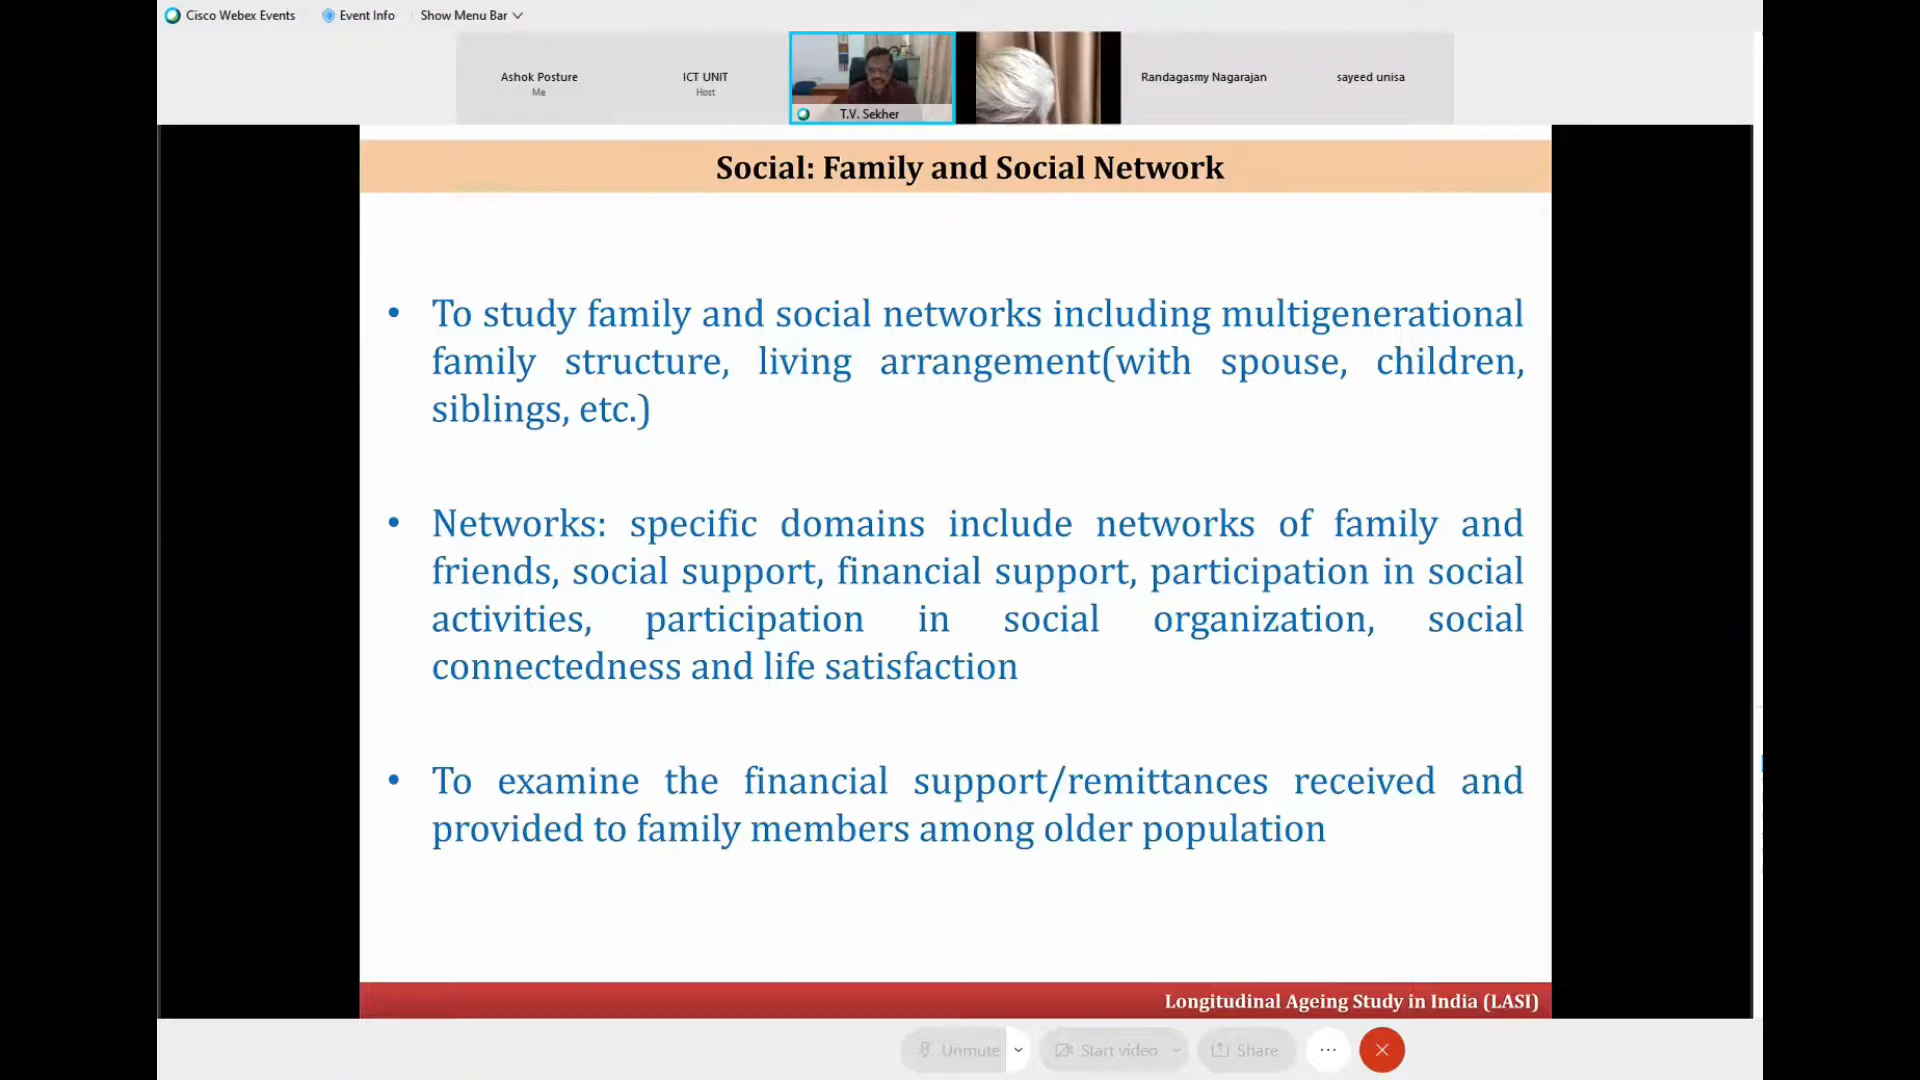 Cisco Webex Events Event Info Show Menu Bar
Ashok Posture
Me
ICT UNIT
Host
T.V. Sekher
Randagasmy Nagarajan
sayeed unisa
Social: Family and Social Network
• To study family and social networks including multigenerational
family structure, living arrangement(with spouse, children,
siblings, etc.)
• Networks: specific domains include networks of family and
friends, social support, financial support, participation in social
activities, participation in social organization, social
connectedness and life satisfaction
• To examine the financial support/remittances received and
provided to family members among older population
Longitudinal Ageing Study in India (LASI)
Unmute Start video Share